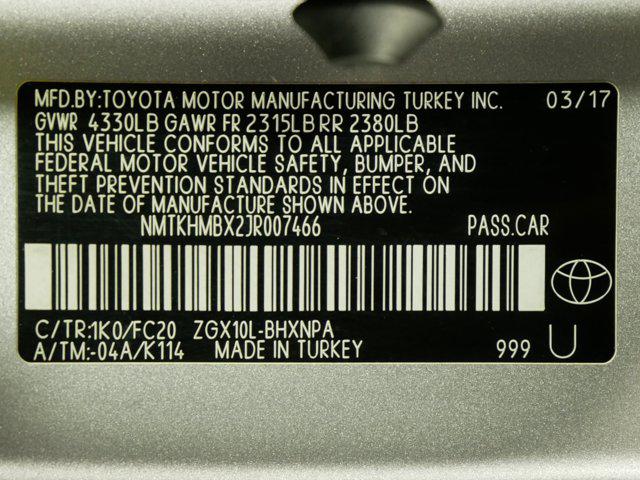 MFD.BY:TOYOTA MOTOR MANUFACTURING TURKEY INC. 03/17
GVWR 4330LB GAWR FR 2315LB RR 2380LB
THIS VEHICLE CONFORMS TO ALL APPLICABLE
FEDERAL MOTOR VEHICLE SAFETY, BUMPER, AND
THEFT PREVENTION STANDARDS IN EFFECT ON
THE DATE OF MANUFACTURE SHOWN ABOVE.
NMTKHMBX2JR007466 PASS.CAR
C/TR:1K0/FC20 ZGX10L-BHXNPA
A/TM:-04A/K114 MADE IN TURKEY 999 U